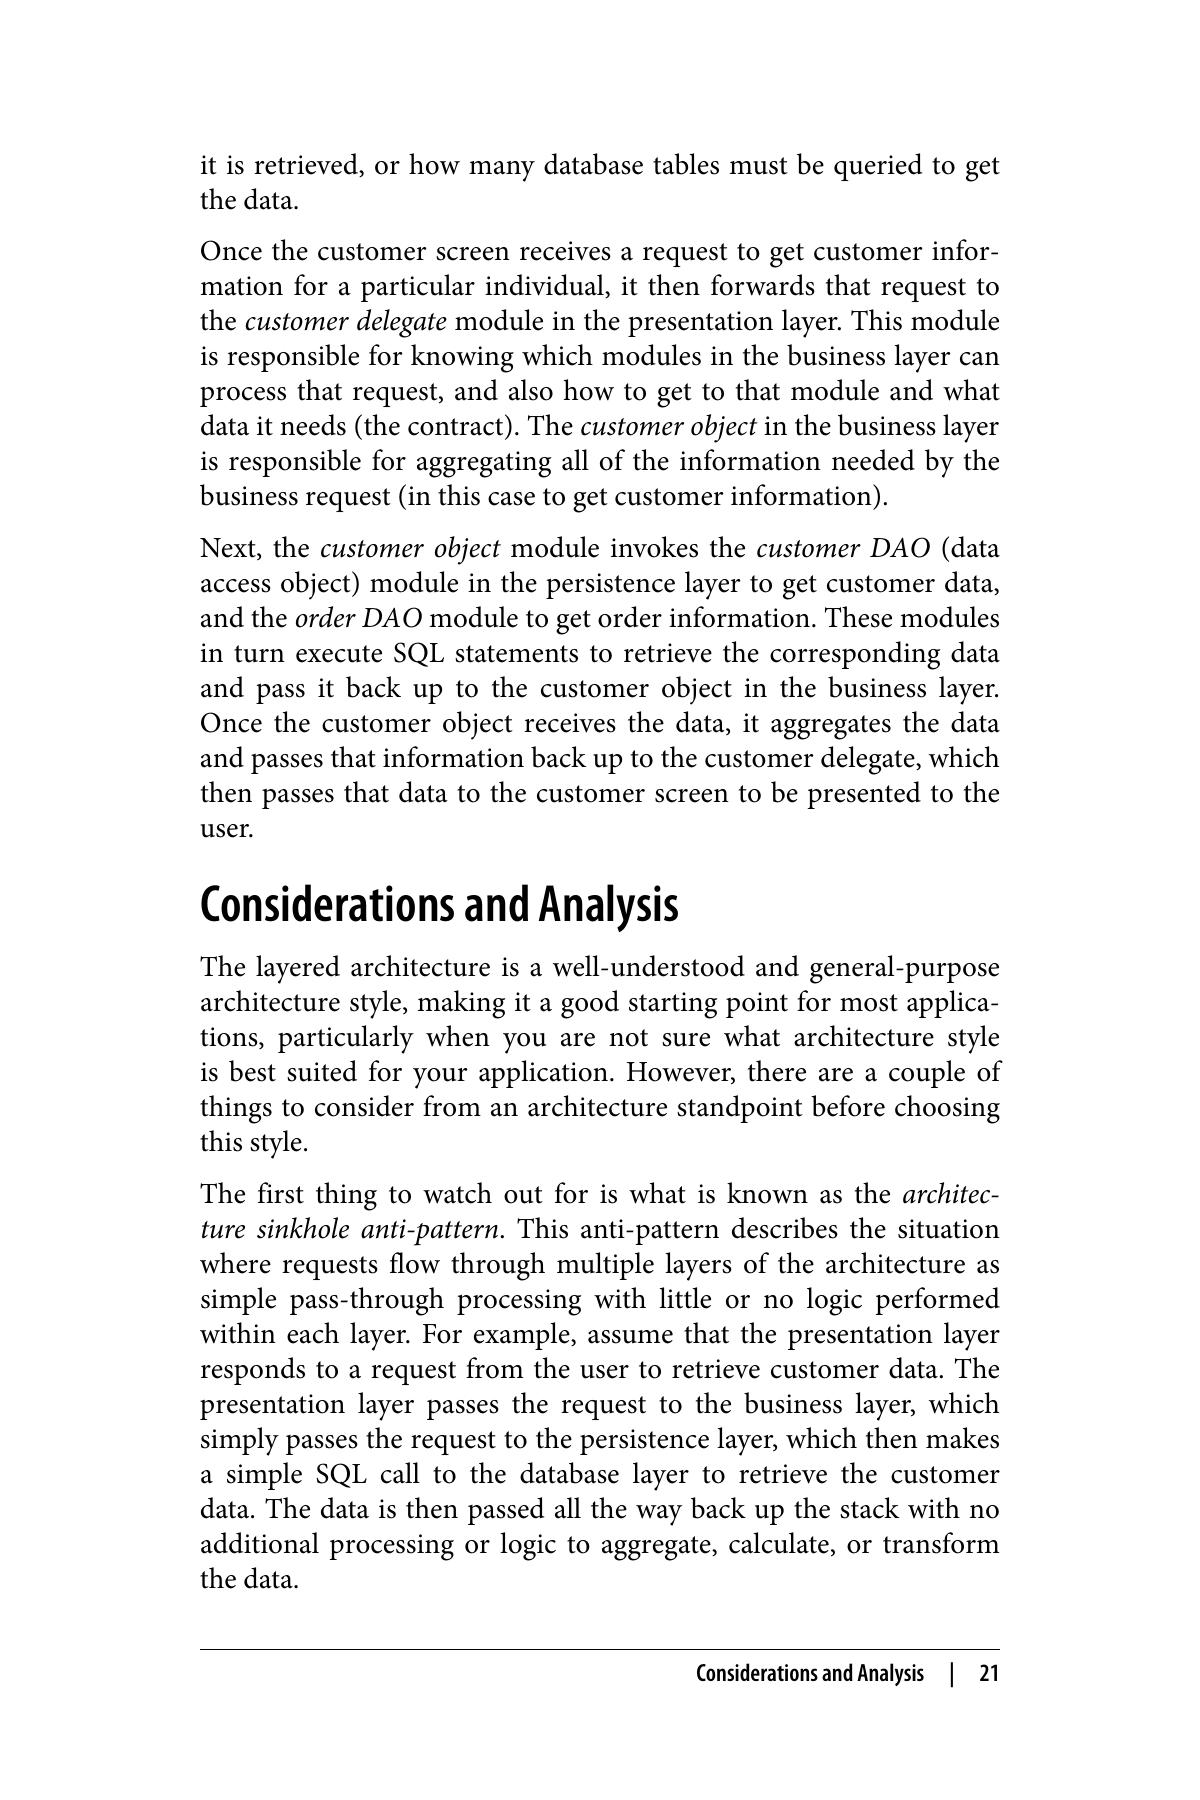 it is retrieved, or how many database tables must be queried to get
the data.
Once the customer screen receives a request to get customer infor-
mation for a particular individual, it then forwards that request to
the customer delegate module in the presentation layer. This module
is responsible for knowing which modules in the business layer can
process that request, and also how to get to that module and what
data it needs (the contract). The customer object in the business layer
is responsible for aggregating all of the information needed by the
business request (in this case to get customer information).
Next, the customer object module invokes the customer DAO (data
access object) module in the persistence layer to get customer data,
and the order DAO module to get order information. These modules
in turn execute SQL statements to retrieve the corresponding data
and pass it back up to the customer object in the business layer.
Once the customer object receives the data, it aggregates the data
and passes that information back up to the customer delegate, which
then passes that data to the customer screen to be presented to the
user.
Considerations and Analysis
The layered architecture is a well-understood and general-purpose
architecture style, making it a good starting point for most applica-
tions, particularly when you are not sure what architecture style
is best suited for your application. However, there are a couple of
things to consider from an architecture standpoint before choosing
this style.
The first thing to watch out for is what is known as the architec-
ture sinkhole anti-pattern. This anti-pattern describes the situation
where requests flow through multiple layers of the architecture as
simple pass-through processing with little or no logic performed
within each layer. For example, assume that the presentation layer
responds to a request from the user to retrieve customer data. The
presentation layer passes the request to the business layer, which
simply passes the request to the persistence layer, which then makes
a simple SQL call to the database layer to retrieve the customer
data. The data is then passed all the way back up the stack with no
additional processing or logic to aggregate, calculate, or transform
the data.
Considerations and Analysis | 21